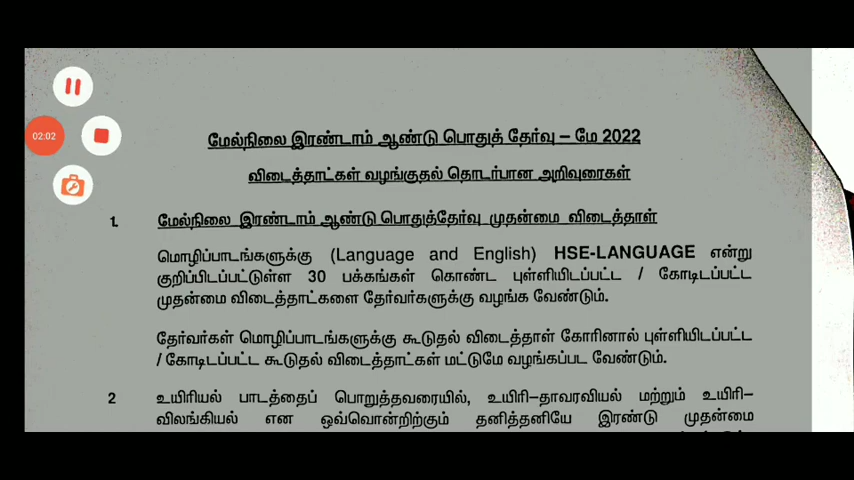 02:02
மேல்நிலை இரண்டாம் ஆண்டு பொதுத் தேர்வு – மே 2022
விடைத்தாட்கள் வழங்குதல் தொடர்பான அறிவுரைகள்
1. மேல்நிலை இரண்டாம் ஆண்டு பொதுத்தேர்வு முதன்மை விடைத்தாள்
மொழிப்பாடங்களுக்கு (Language and English) HSE-LANGUAGE என்று
குறிப்பிடப்பட்டுள்ள 30 பக்கங்கள் கொண்ட புள்ளியிடப்பட்ட / கோடிடப்பட்ட
முதன்மை விடைத்தாட்களை தேர்வர்களுக்கு வழங்க வேண்டும்.
தேர்வர்கள் மொழிப்பாடங்களுக்கு கூடுதல் விடைத்தாள் கோரினால் புள்ளியிடப்பட்ட
/ கோடிடப்பட்ட கூடுதல் விடைத்தாட்கள் மட்டுமே வழங்கப்பட வேண்டும்.
2 உயிரியல் பாடத்தைப் பொறுத்தவரையில், உயிரி–தாவரவியல் மற்றும் உயிரி–
விலங்கியல் என ஒவ்வொன்றிற்கும் தனித்தனியே இரண்டு முதன்மை